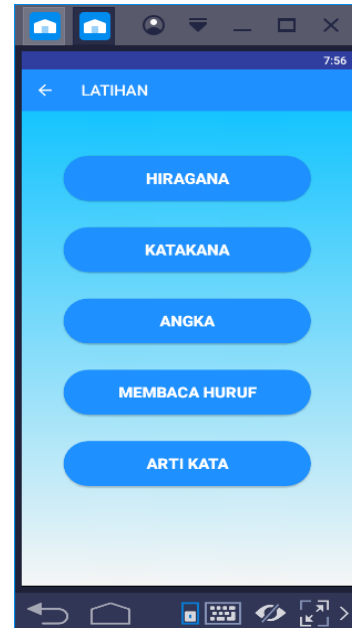 7:56
LATIHAN
HIRAGANA
KATAKANA
ANGKA
MEMBACA HURUF
ARTI KATA